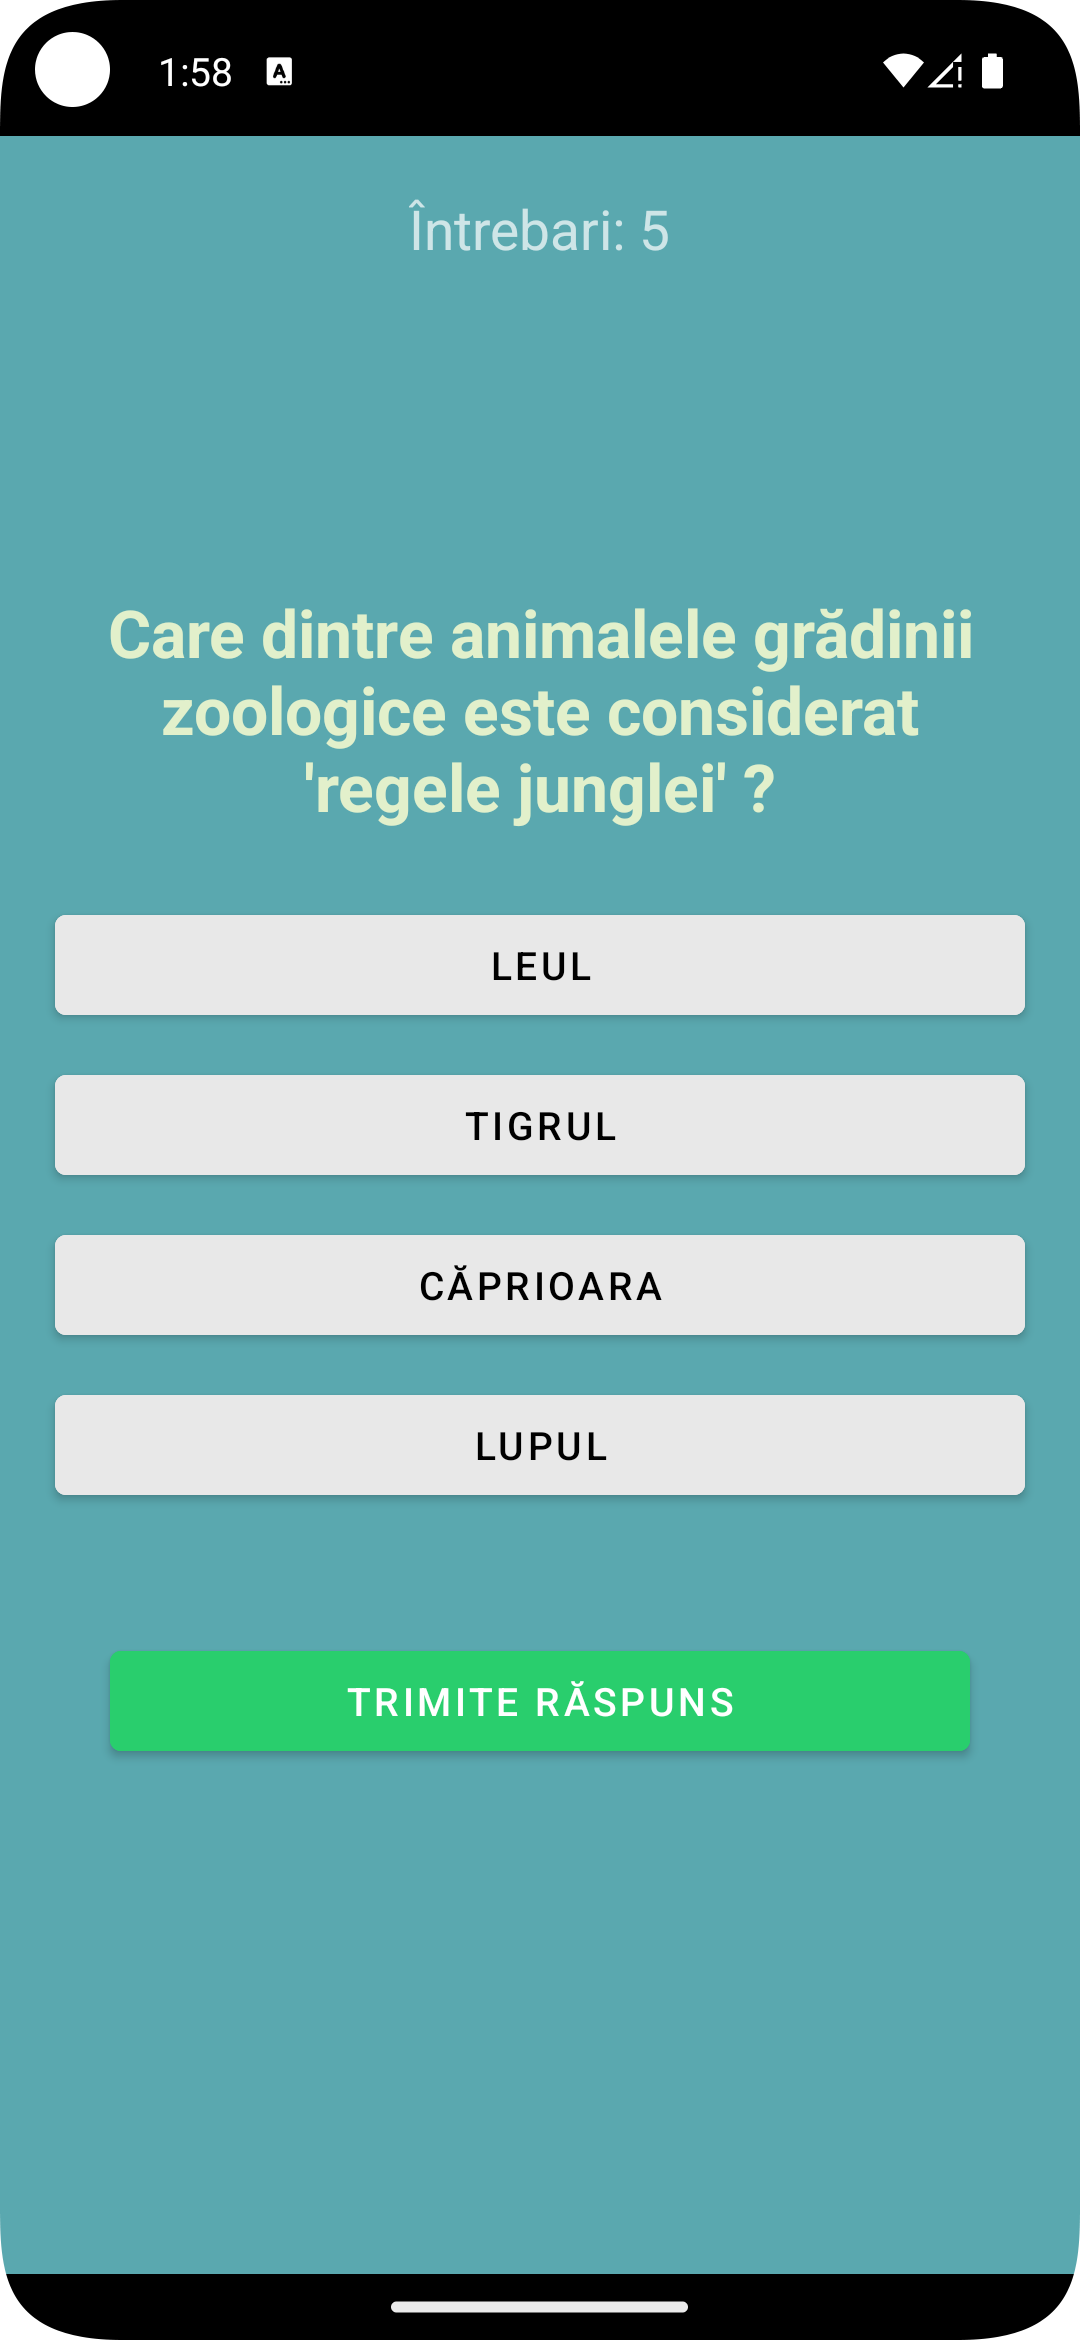 1:58
Întrebari: 5
Care dintre animalele grădinii
zoologice este considerat
'regele junglei' ?
LEUL
TIGRUL
CĂPRIOARA
LUPUL
TRIMITE RĂSPUNS